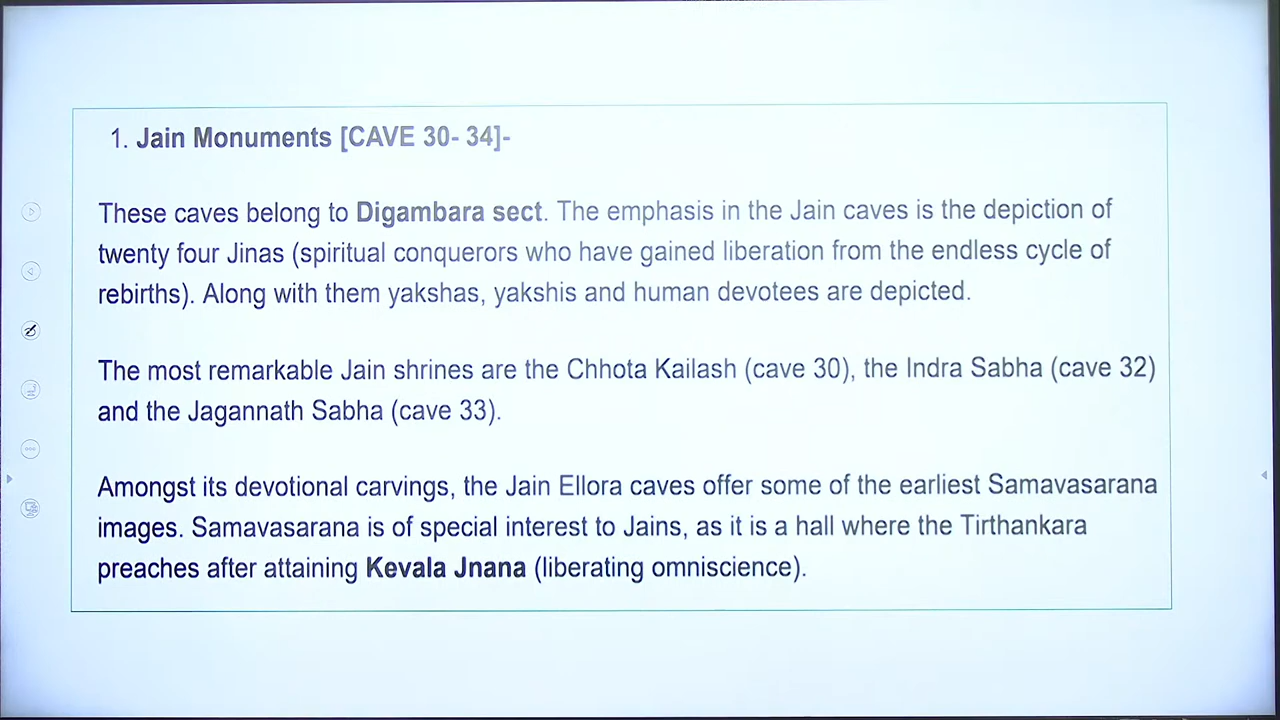 1. Jain Monuments [CAVE 30- 34]-
These caves belong to Digambara sect. The emphasis in the Jain caves is the depiction of
twenty four Jinas (spiritual conquerors who have gained liberation from the endless cycle of
rebirths). Along with them yakshas, yakshis and human devotees are depicted.
The most remarkable Jain shrines are the Chhota Kailash (cave 30), the Indra Sabha (cave 32)
and the Jagannath Sabha (cave 33).
Amongst its devotional carvings, the Jain Ellora caves offer some of the earliest Samavasarana
images. Samavasarana is of special interest to Jains, as it is a hall where the Tirthankara
preaches after attaining Kevala Jnana (liberating omniscience).